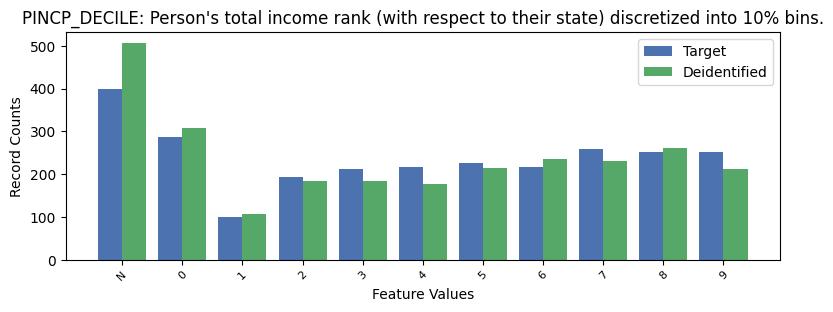 PINCP_DECILE: Person's total income rank (with respect to their state) discretized into 10% bins.
500
400
300
200
100
0
Record Counts
Target
Deidentified
N 0 1 2 3 4 5 6 7 8 9
Feature Values